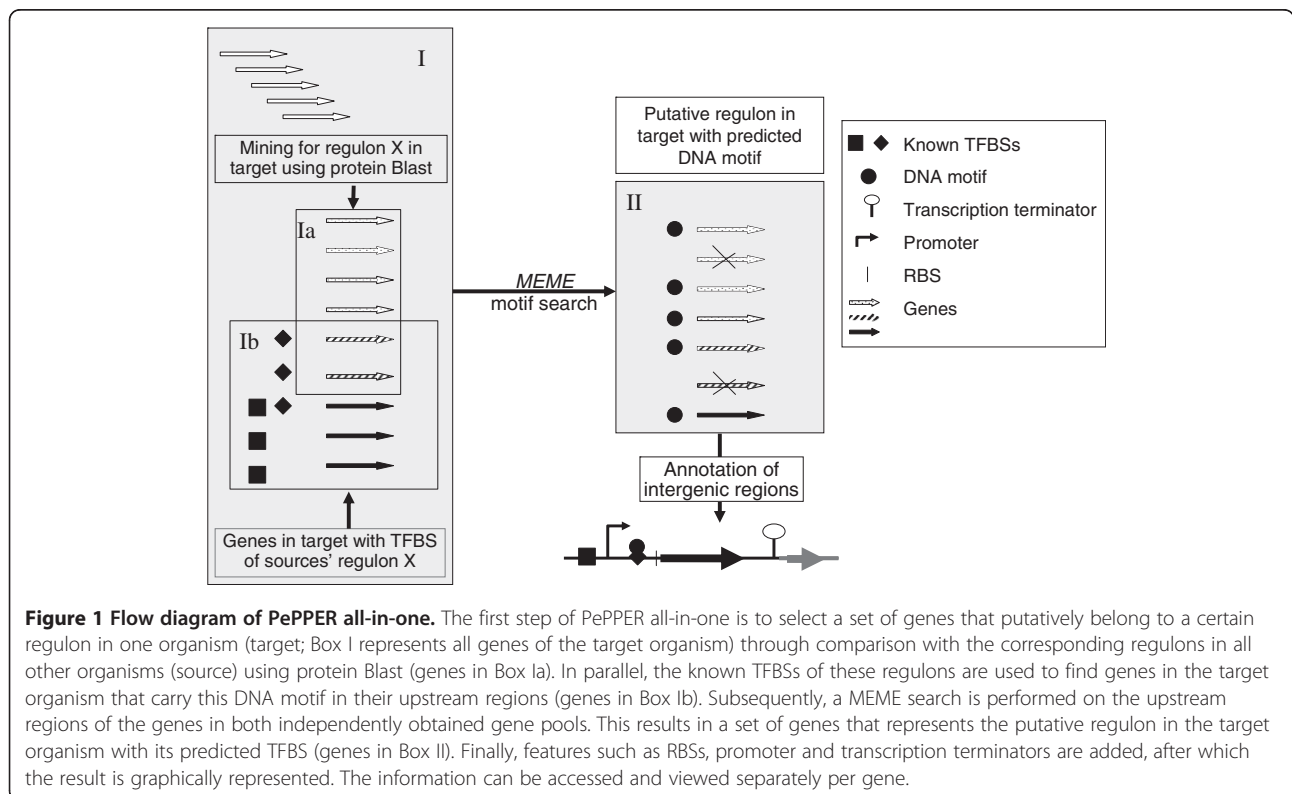 I
Mining for regulon X in
target using protein Blast
Ia
Ib
Genes in target with TFBS
of sources’ regulon X
MEME
motif search
Putative regulon in
target with predicted
DNA motif
II
Annotation of
intergenic regions
Known TFBSs
DNA motif
Transcription terminator
Promoter
RBS
Genes
Figure 1 Flow diagram of PePPER all-in-one. The first step of PePPER all-in-one is to select a set of genes that putatively belong to a certain
regulon in one organism (target; Box I represents all genes of the target organism) through comparison with the corresponding regulons in all
other organisms (source) using protein Blast (genes in Box Ia). In parallel, the known TFBSs of these regulons are used to find genes in the target
organism that carry this DNA motif in their upstream regions (genes in Box Ib). Subsequently, a MEME search is performed on the upstream
regions of the genes in both independently obtained gene pools. This results in a set of genes that represents the putative regulon in the target
organism with its predicted TFBS (genes in Box II). Finally, features such as RBSs, promoter and transcription terminators are added, after which
the result is graphically represented. The information can be accessed and viewed separately per gene.